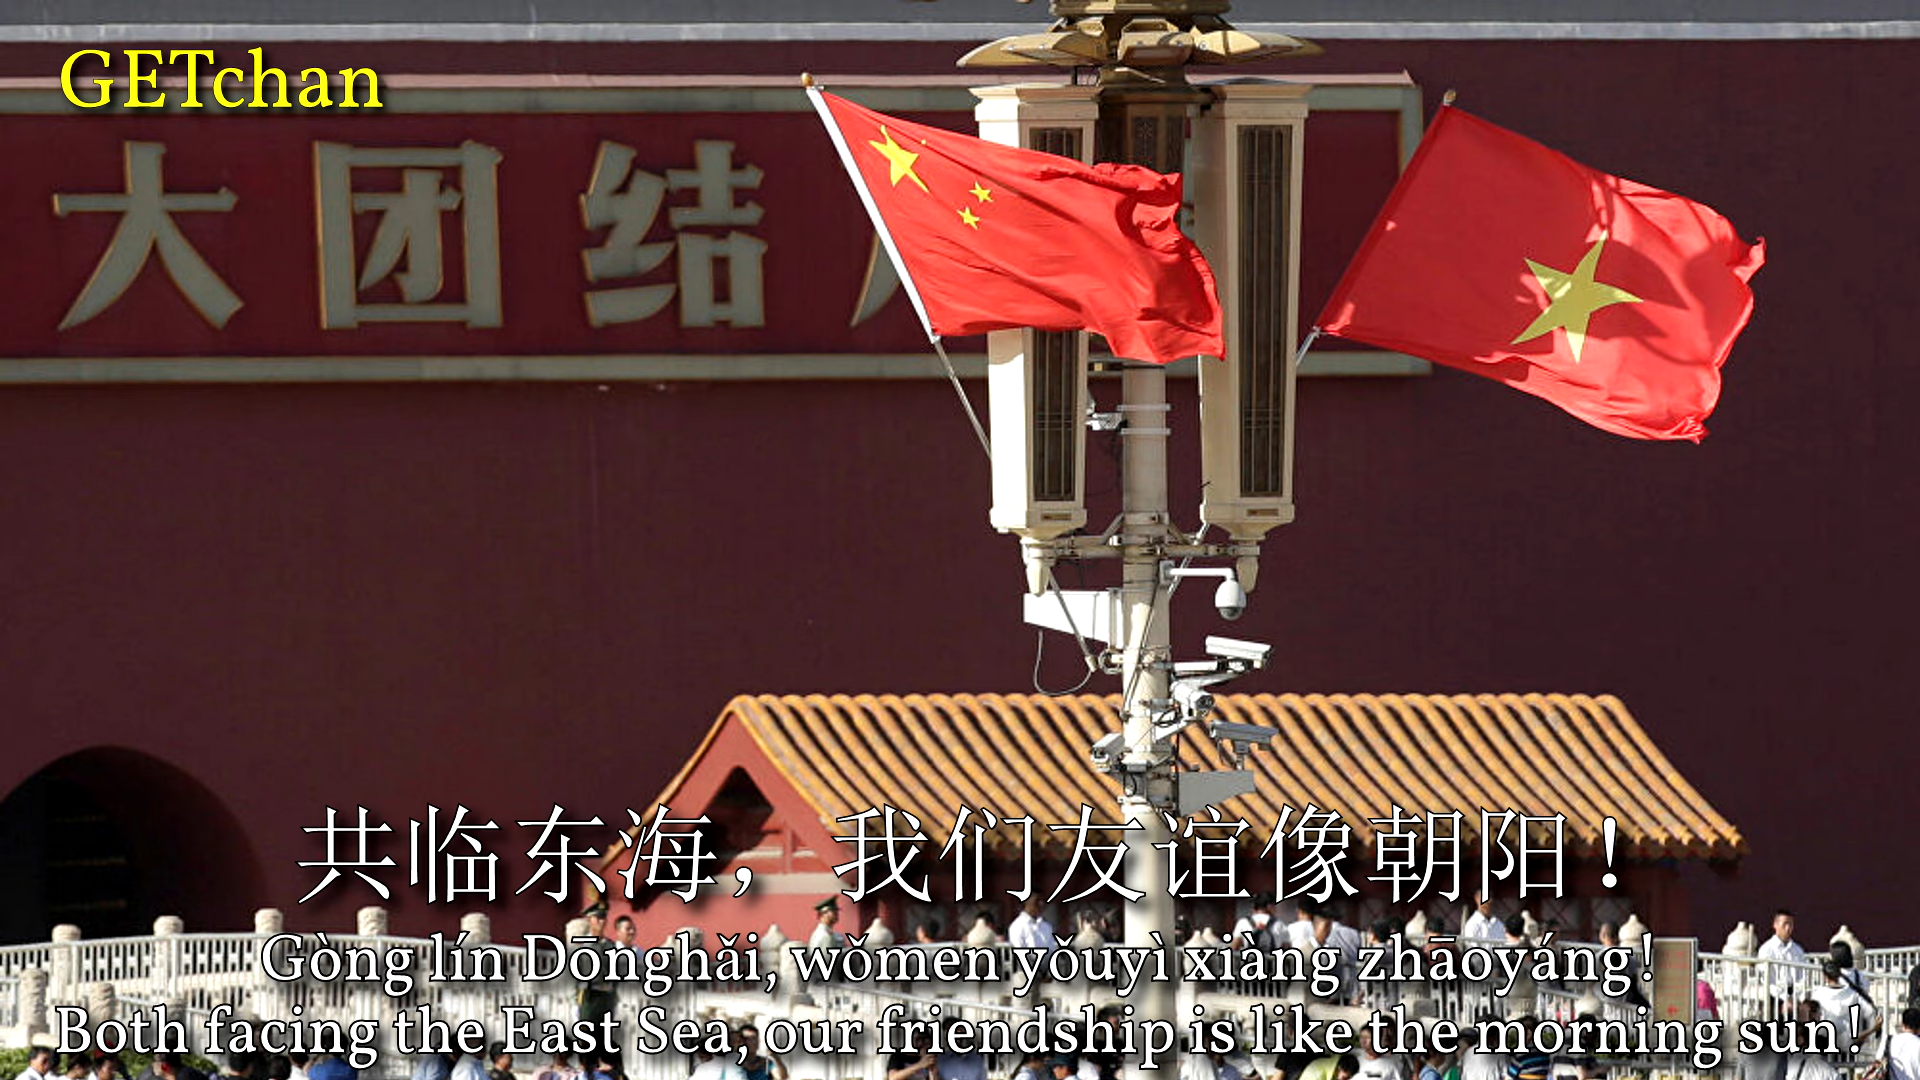 GETchan
大团结
共临东海，我们友谊像朝阳！
Gòng lín Dōnghǎi, wǒmen yǒuyì xiàng zhāoyáng!
Both facing the East Sea, our friendship is like the morning sun!